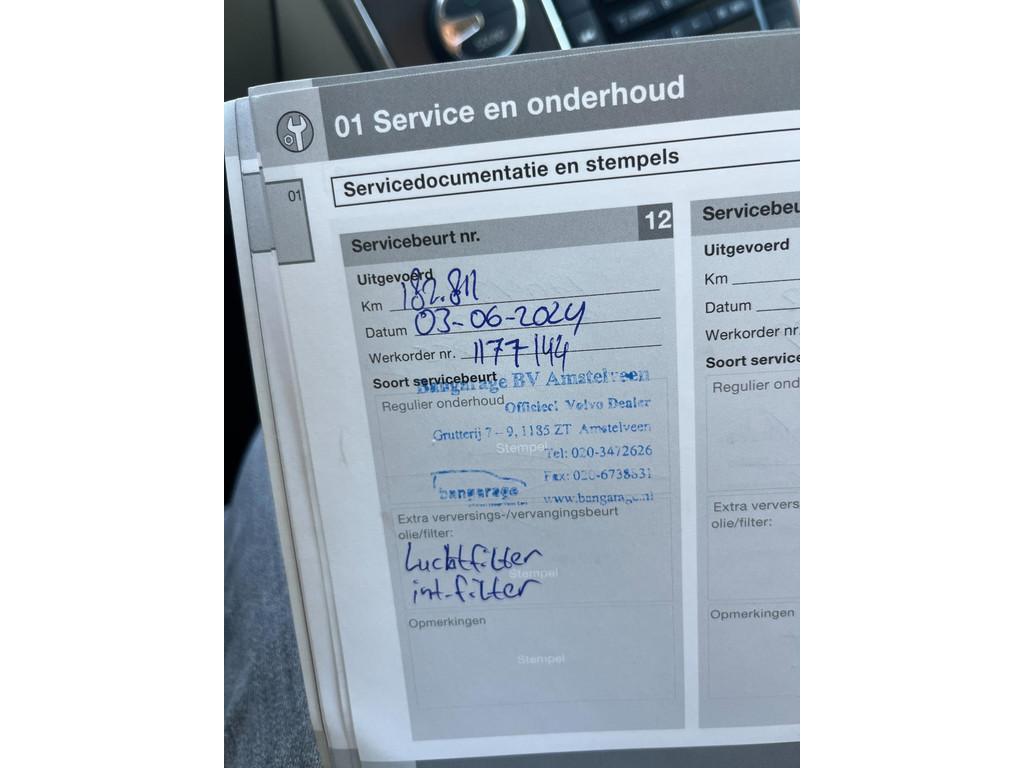 01 Service en onderhoud
01
Servicedocumentatie en stempels
Servicebeurt nr. 12
Uitgevoerd
Km 182.811
Datum 03-06-2024
Werkorder nr. 1177144
Soort servicebeurt
Bangarage BV Amstelveen
Regulier onderhoud
Officieel Volvo Dealer
Grutterij 7 - 9, 1185 ZT Amstelveen
Stempel
Tel: 020-3472626
Fax: 020-6738831
bangarage
www.bangarage.nl
Extra verversings-/vervangingsbeurt
olie/filter:
Luchtfilter
Stempel
int.filter
Opmerkingen
Stempel
Servicebeu
Uitgevoerd
Km
Datum
Werkorder nr.
Soort service
Regulier ond
Extra ververs
olie/filter:
Opmerkingen